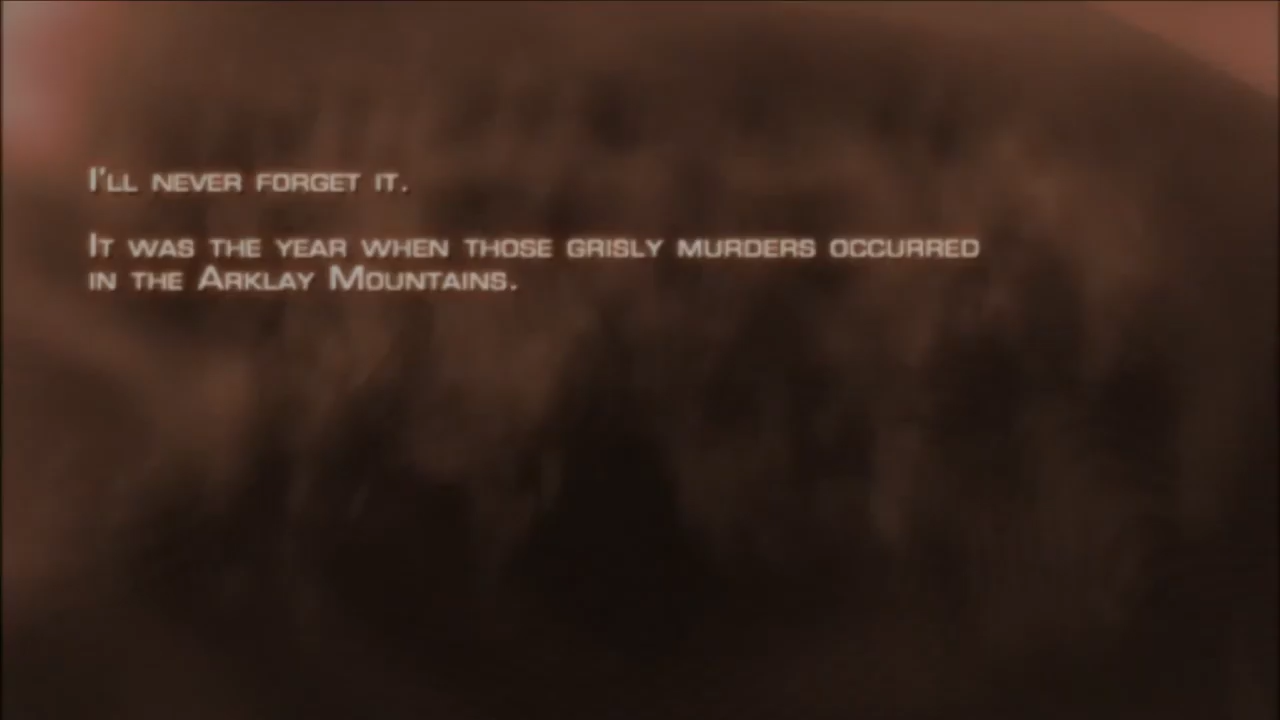 I'll never forget it.
It was the year when those grisly murders occurred
in the Arklay Mountains.